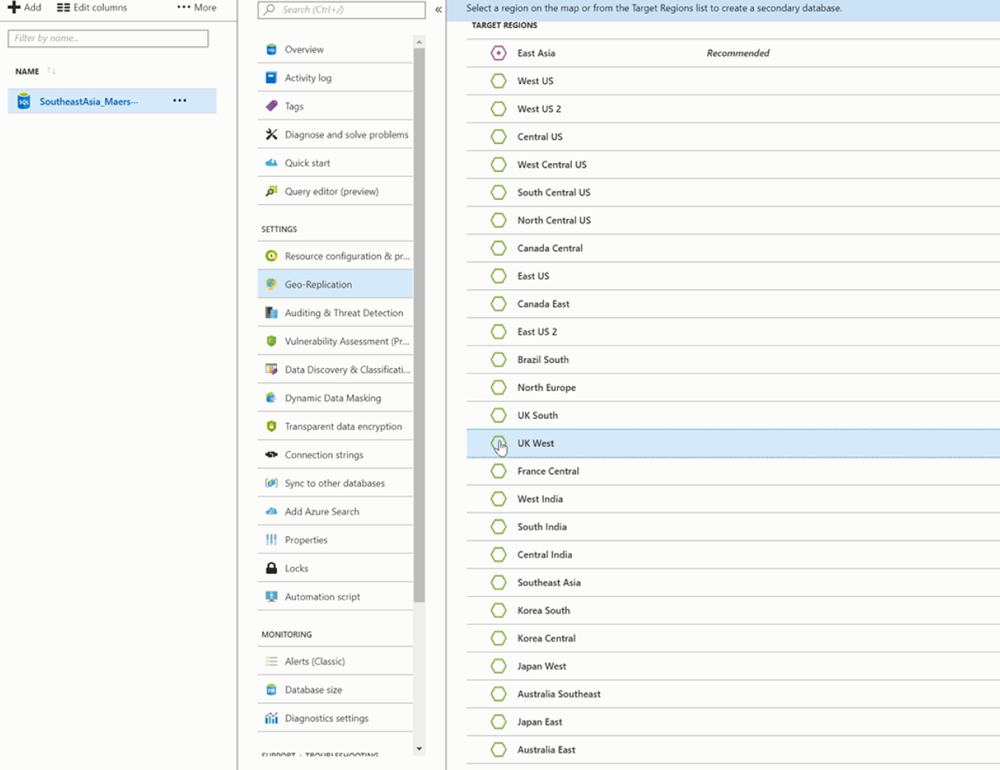 Add Edit columns ··· More
Filter by name...
NAME
SQL SoutheastAsia_Maers··· ···
Search (Ctrl+/) «
Overview
Activity log
Tags
Diagnose and solve problems
Quick start
Query editor (preview)
SETTINGS
Resource configuration & pr...
Geo-Replication
Auditing & Threat Detection
Vulnerability Assessment (Pr...
Data Discovery & Classificati...
Dynamic Data Masking
Transparent data encryption
Connection strings
Sync to other databases
Add Azure Search
Properties
Locks
Automation script
MONITORING
Alerts (Classic)
Database size
Diagnostics settings
SUPPORT + TROUBLESHOOTING
Select a region on the map or from the Target Regions list to create a secondary database.
TARGET REGIONS
East Asia Recommended
West US
West US 2
Central US
West Central US
South Central US
North Central US
Canada Central
East US
Canada East
East US 2
Brazil South
North Europe
UK South
UK West
France Central
West India
South India
Central India
Southeast Asia
Korea South
Korea Central
Japan West
Australia Southeast
Japan East
Australia East